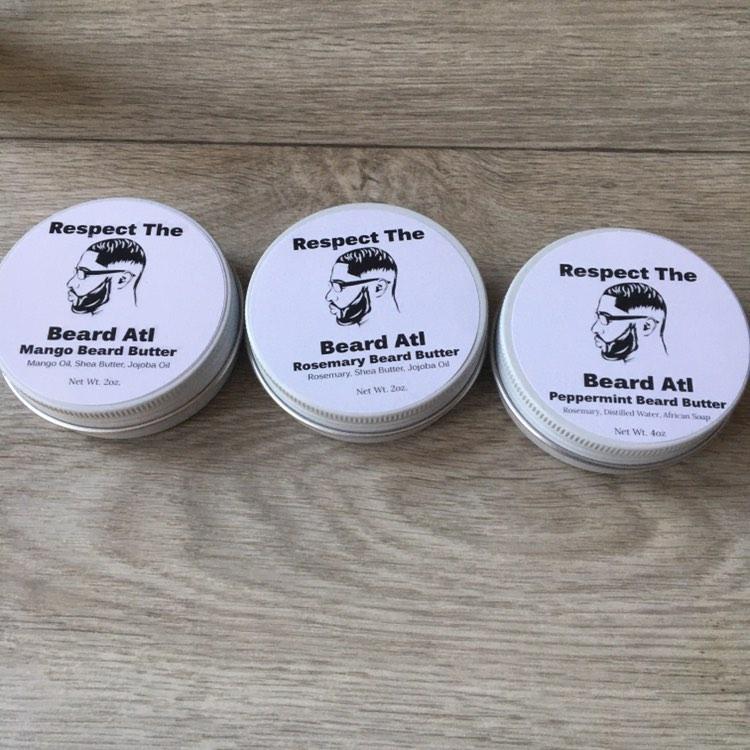 Respect The
Beard Atl
Mango Beard Butter
Mango Oil, Shea Butter, Jojoba Oil
Net Wt. 2oz.
Respect The
Beard Atl
Rosemary Beard Butter
Rosemary, Shea Butter, Jojoba Oil
Net Wt. 2oz.
Respect The
Beard Atl
Peppermint Beard Butter
Rosemary, Distilled Water, African Soap
Net Wt. 4oz